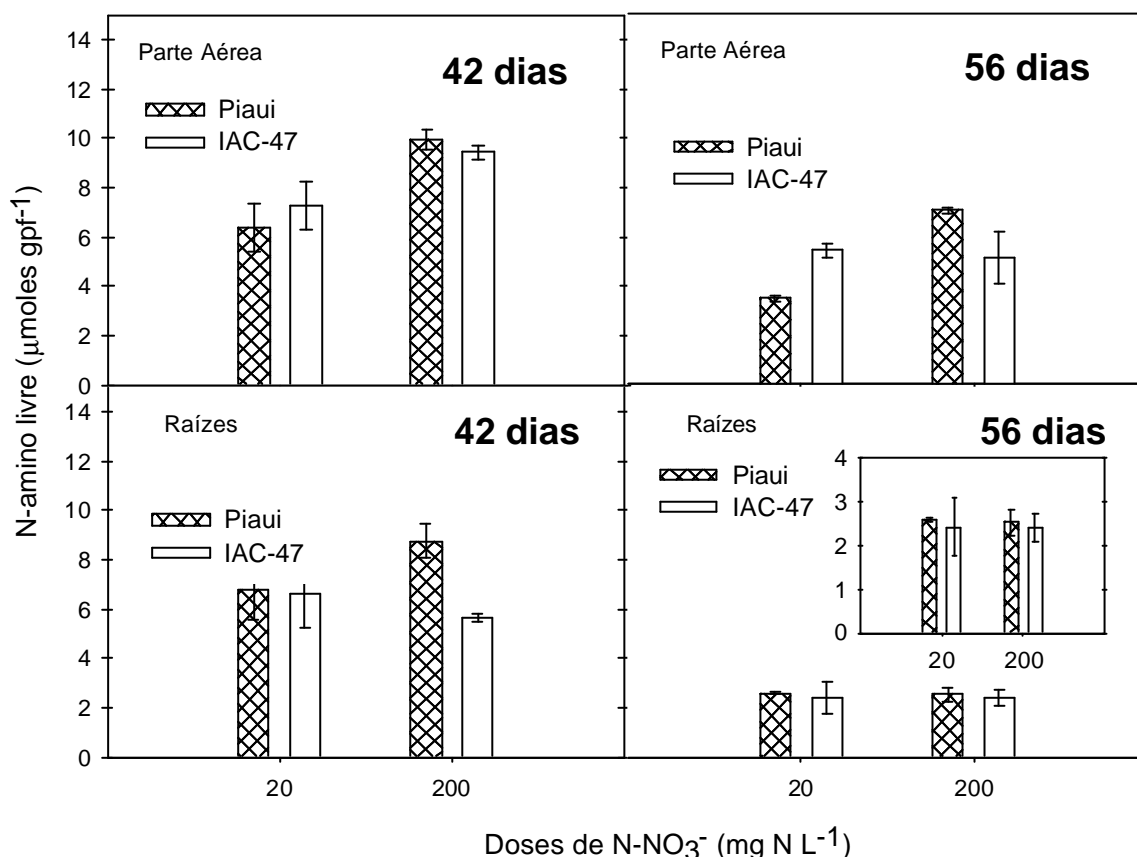 N-amino livre (μmoles gpf-1)
14
12
10
8
6
4
2
0
Parte Aérea
42 dias
Piaui
IAC-47
Parte Aérea
56 dias
Piaui
IAC-47
14
12
10
8
6
4
2
0
Raízes
42 dias
Piaui
IAC-47
20
200
Raízes
56 dias
Piaui
IAC-47
4
3
2
1
0
20
200
20
200
Doses de N-NO3- (mg N L-1)